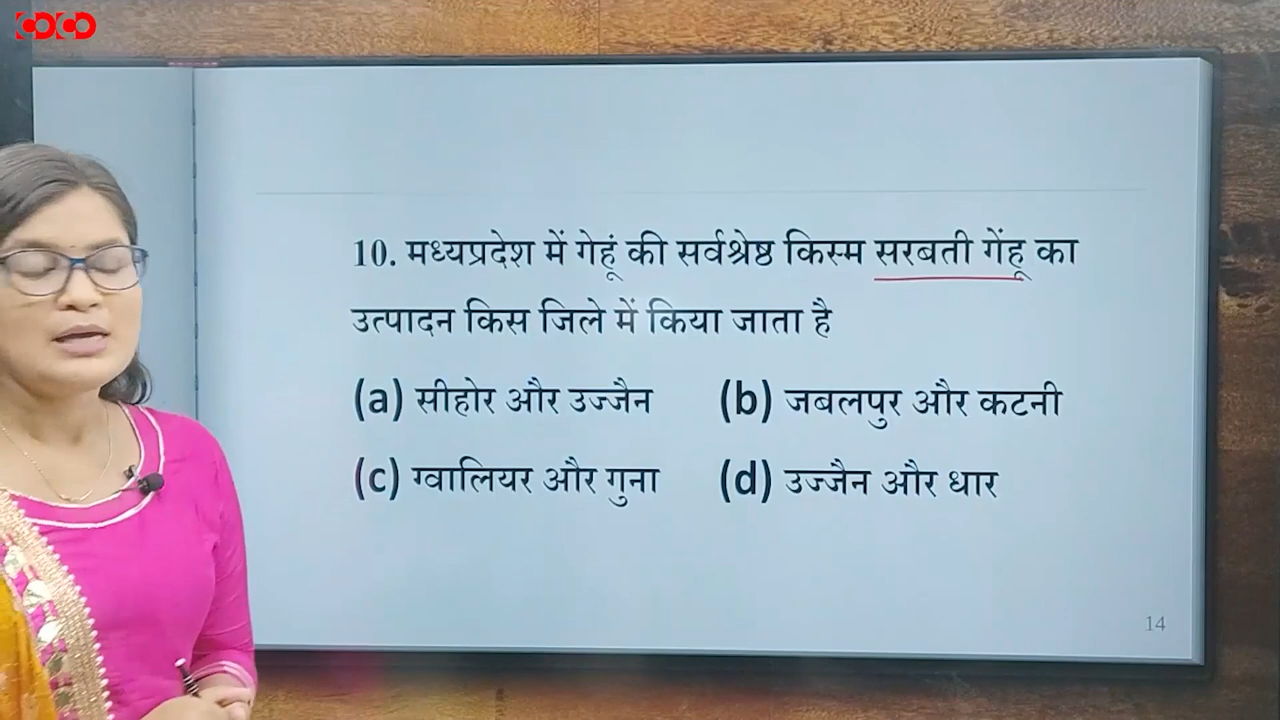 COCO
10. मध्यप्रदेश में गेहूं की सर्वश्रेष्ठ किस्म सरबती गेंहू का
उत्पादन किस जिले में किया जाता है
(a) सीहोर और उज्जैन (b) जबलपुर और कटनी
(c) ग्वालियर और गुना (d) उज्जैन और धार
14